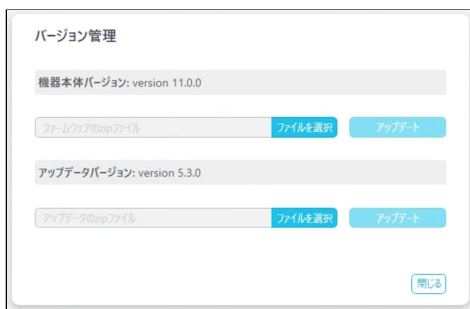 バージョン管理
機器本体バージョン: version 11.0.0
ファームウェアのzipファイル ファイルを選択 アップデート
アップデータバージョン: version 5.3.0
アップデータのzipファイル ファイルを選択 アップデート
閉じる